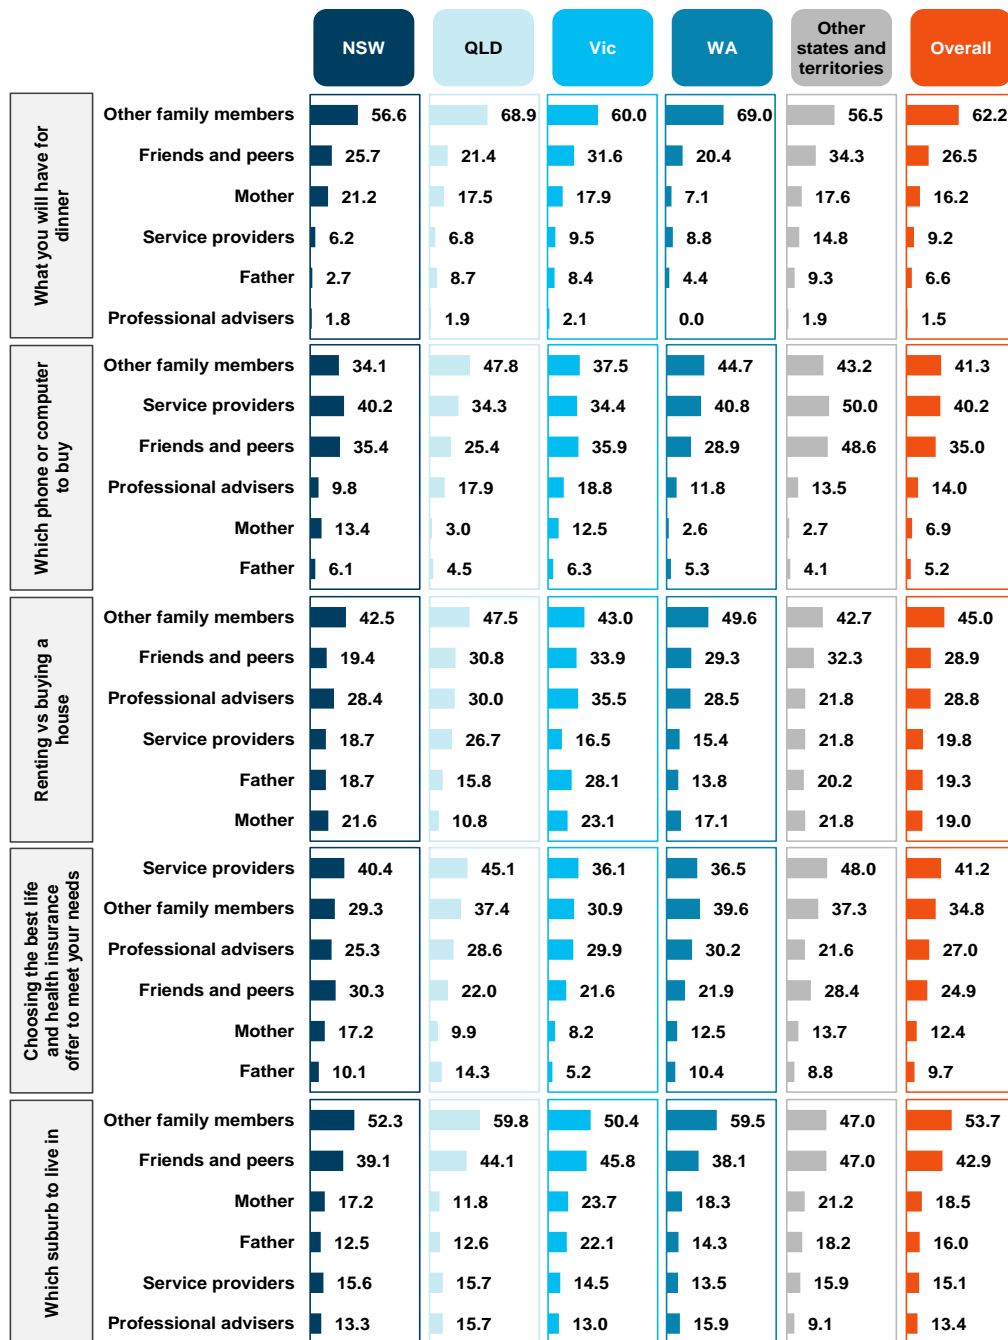 NSW
QLD
Vic
WA
Other
states and
territories
Overall
What you will have for
dinner
Other family members 56.6 68.9 60.0 69.0 56.5 62.2
Friends and peers 25.7 21.4 31.6 20.4 34.3 26.5
Mother 21.2 17.5 17.9 7.1 17.6 16.2
Service providers 6.2 6.8 9.5 8.8 14.8 9.2
Father 2.7 8.7 8.4 4.4 9.3 6.6
Professional advisers 1.8 1.9 2.1 0.0 1.9 1.5
Which phone or computer
to buy
Other family members 34.1 47.8 37.5 44.7 43.2 41.3
Service providers 40.2 34.3 34.4 40.8 50.0 40.2
Friends and peers 35.4 25.4 35.9 28.9 48.6 35.0
Professional advisers 9.8 17.9 18.8 11.8 13.5 14.0
Mother 13.4 3.0 12.5 2.6 2.7 6.9
Father 6.1 4.5 6.3 5.3 4.1 5.2
Renting vs buying a
house
Other family members 42.5 47.5 43.0 49.6 42.7 45.0
Friends and peers 19.4 30.8 33.9 29.3 32.3 28.9
Professional advisers 28.4 30.0 35.5 28.5 21.8 28.8
Service providers 18.7 26.7 16.5 15.4 21.8 19.8
Father 18.7 15.8 28.1 13.8 20.2 19.3
Mother 21.6 10.8 23.1 17.1 21.8 19.0
Choosing the best life
and health insurance
offer to meet your needs
Service providers 40.4 45.1 36.1 36.5 48.0 41.2
Other family members 29.3 37.4 30.9 39.6 37.3 34.8
Professional advisers 25.3 28.6 29.9 30.2 21.6 27.0
Friends and peers 30.3 22.0 21.6 21.9 28.4 24.9
Mother 17.2 9.9 8.2 12.5 13.7 12.4
Father 10.1 14.3 5.2 10.4 8.8 9.7
Which suburb to live in
Other family members 52.3 59.8 50.4 59.5 47.0 53.7
Friends and peers 39.1 44.1 45.8 38.1 47.0 42.9
Mother 17.2 11.8 23.7 18.3 21.2 18.5
Father 12.5 12.6 22.1 14.3 18.2 16.0
Service providers 15.6 15.7 14.5 13.5 15.9 15.1
Professional advisers 13.3 15.7 13.0 15.9 9.1 13.4